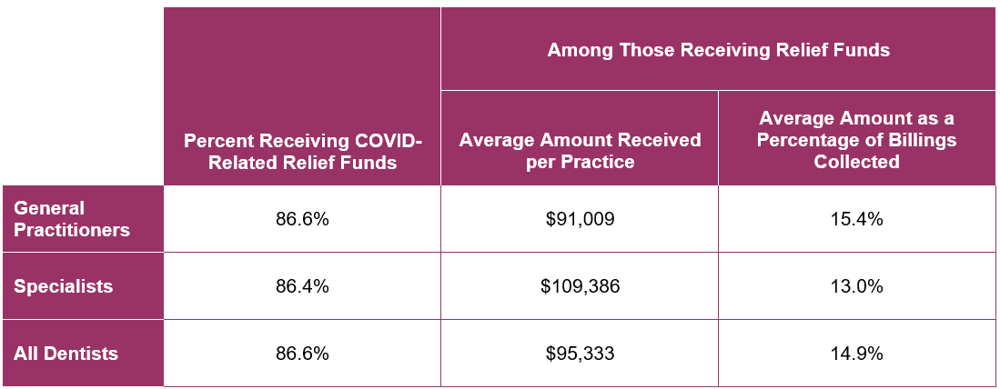 Among Those Receiving Relief Funds
Percent Receiving COVID-
Related Relief Funds
Average Amount Received
per Practice
Average Amount as a
Percentage of Billings
Collected
General
Practitioners
86.6%
$91,009
15.4%
Specialists
86.4%
$109,386
13.0%
All Dentists
86.6%
$95,333
14.9%